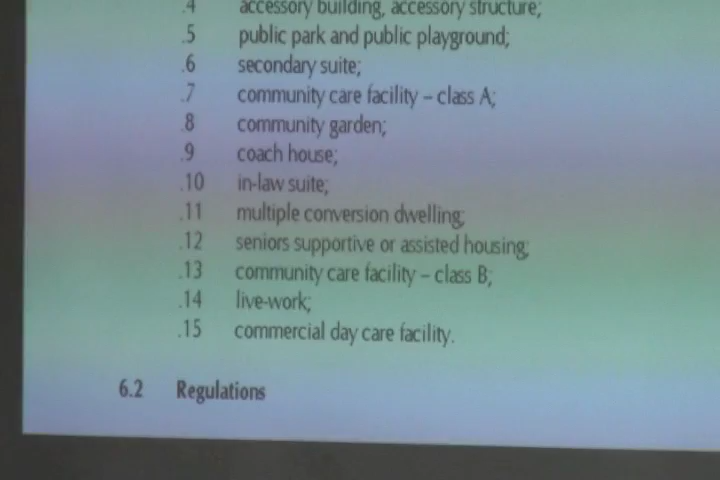 .4 accessory building, accessory structure;
.5 public park and public playground;
.6 secondary suite;
.7 community care facility – class A;
.8 community garden;
.9 coach house;
.10 in-law suite;
.11 multiple conversion dwelling;
.12 seniors supportive or assisted housing;
.13 community care facility – class B;
.14 live-work;
.15 commercial day care facility.
6.2 Regulations